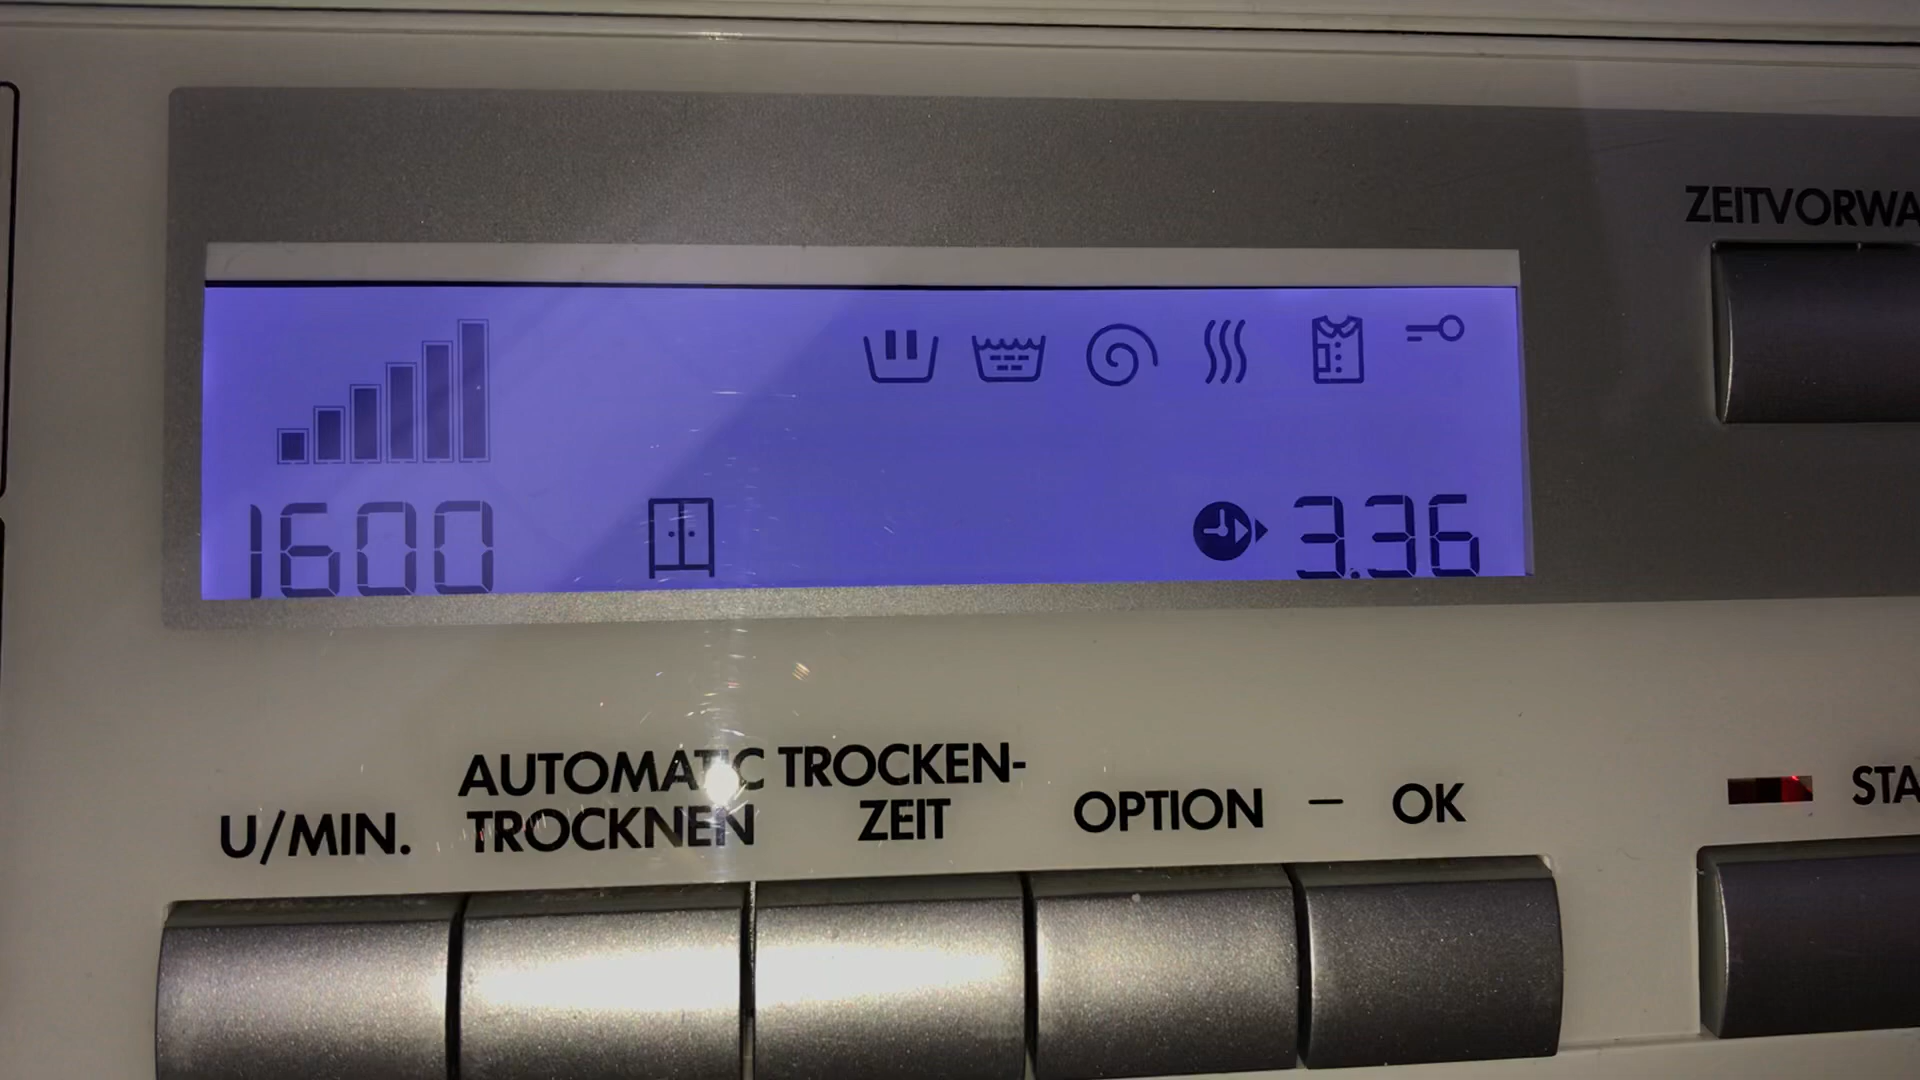 ZEITVORWA
1600
3.36
AUTOMATIC TROCKEN-
U/MIN. TROCKNEN ZEIT OPTION – OK STA